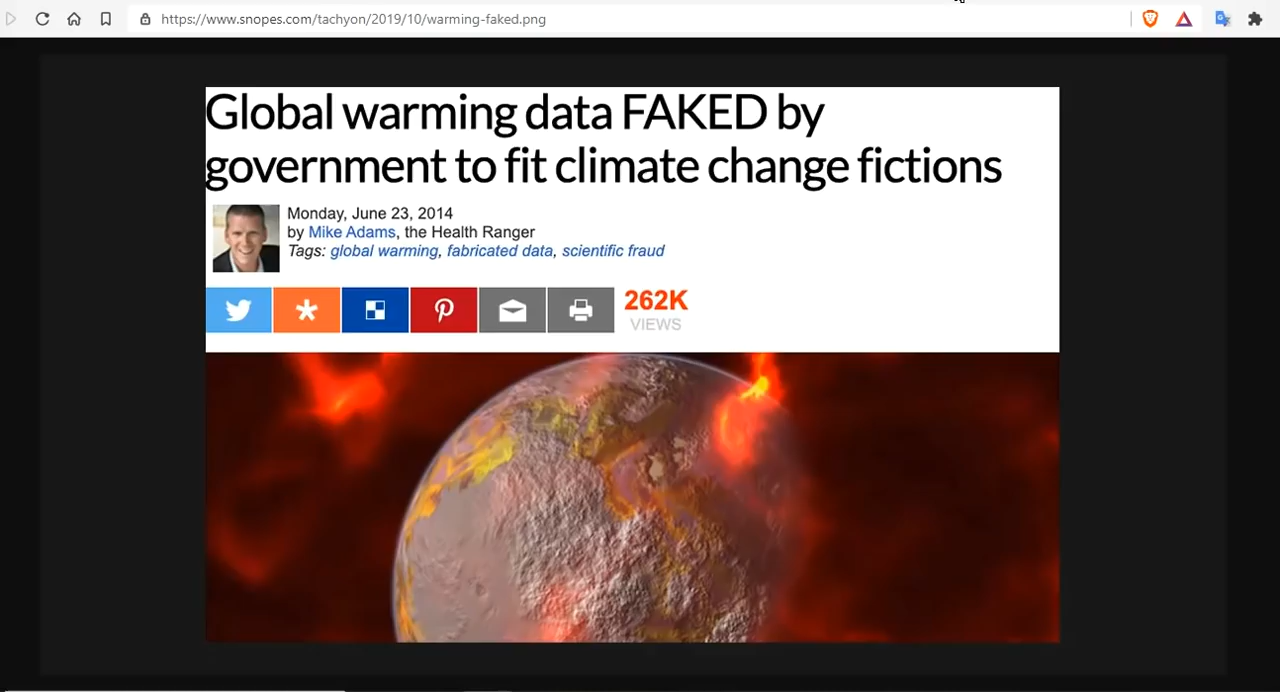 https://www.snopes.com/tachyon/2019/10/warming-faked.png
Global warming data FAKED by
government to fit climate change fictions
Monday, June 23, 2014
by Mike Adams, the Health Ranger
Tags: global warming, fabricated data, scientific fraud
262K
VIEWS